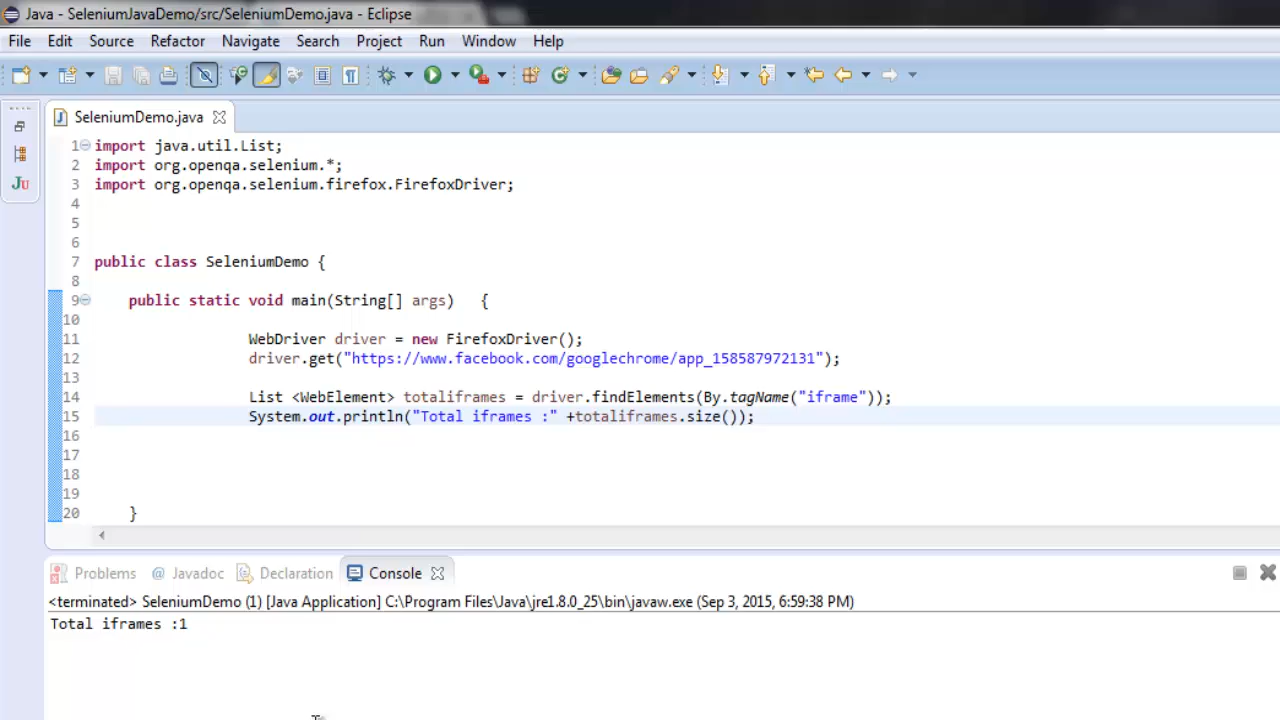 Java - SeleniumJavaDemo/src/SeleniumDemo.java - Eclipse
File Edit Source Refactor Navigate Search Project Run Window Help
SeleniumDemo.java
1 import java.util.List;
2 import org.openqa.selenium.*;
3 import org.openqa.selenium.firefox.FirefoxDriver;
4
5
6
7 public class SeleniumDemo {
8
9 public static void main(String[] args) {
10
11 WebDriver driver = new FirefoxDriver();
12 driver.get("https://www.facebook.com/googlechrome/app_158587972131");
13
14 List <WebElement> totaliframes = driver.findElements(By.tagName("iframe"));
15 System.out.println("Total iframes :" +totaliframes.size());
16
17
18
19
20 }
Problems @ Javadoc Declaration Console
<terminated> SeleniumDemo (1) [Java Application] C:\Program Files\Java\jre1.8.0_25\bin\javaw.exe (Sep 3, 2015, 6:59:38 PM)
Total iframes :1